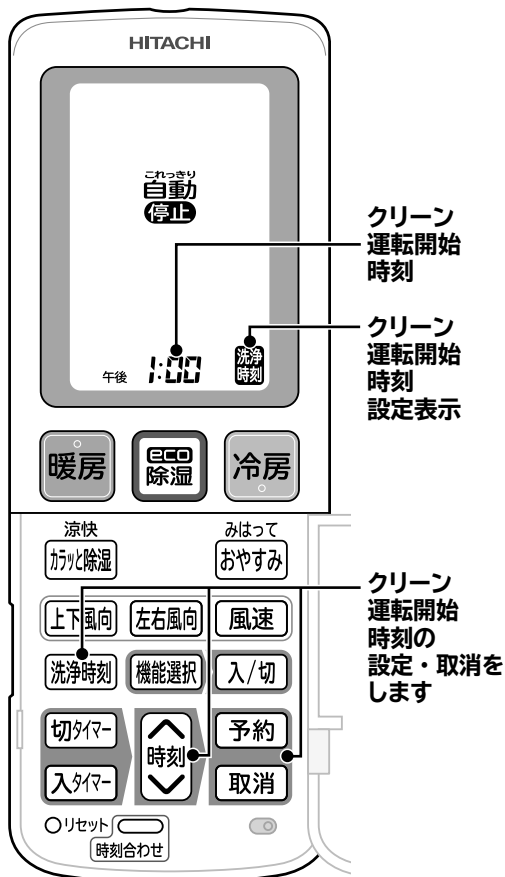 HITACHI
これっきり
自動
停止
午後 1:00 洗浄
時刻
クリーン
運転開始
時刻
クリーン
運転開始
時刻
設定表示
暖房 eco
除湿 冷房
涼快 みはって
カラッと除湿 おやすみ
上下風向 左右風向 風速
洗浄時刻 機能選択 入/切
クリーン
運転開始
時刻の
設定・取消を
します
切タイマー 時刻 予約
入タイマー 取消
リセット
時刻合わせ